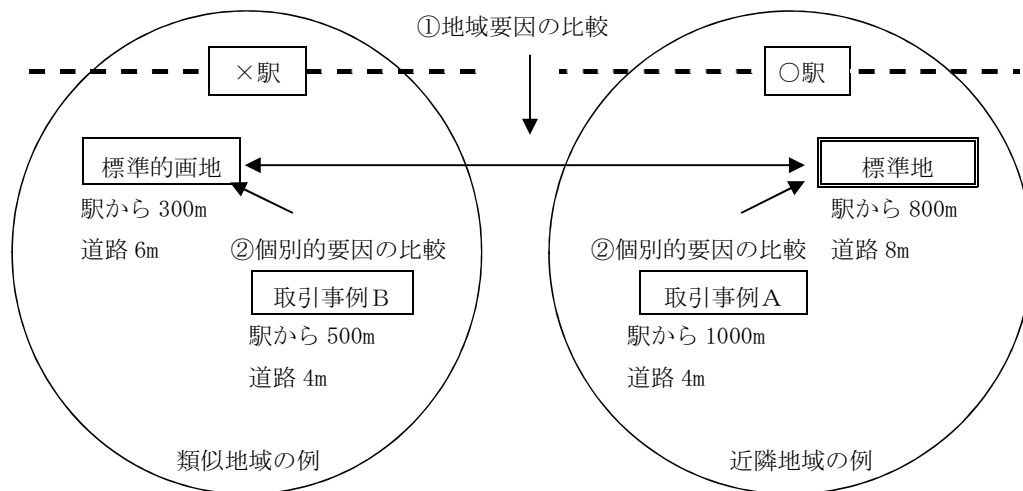 ①地域要因の比較
×駅
○駅
標準的画地
標準地
駅から 300m
道路 6m
駅から 800m
道路 8m
②個別的要因の比較
②個別的要因の比較
取引事例B
取引事例A
駅から 500m
道路 4m
駅から 1000m
道路 4m
類似地域の例
近隣地域の例